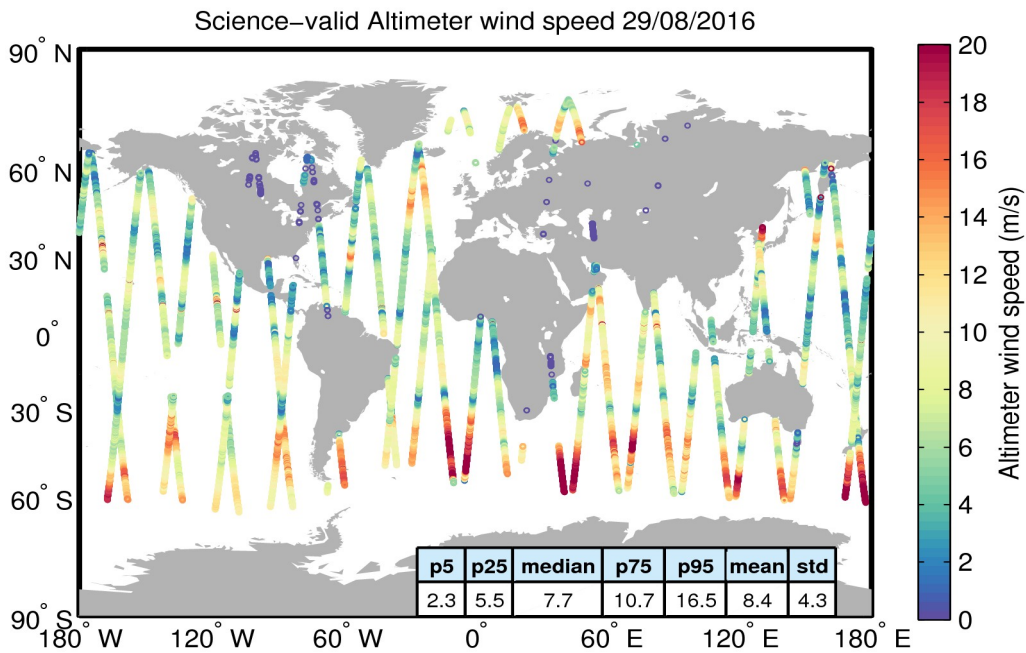 Science−valid Altimeter wind speed 29/08/2016
90° N
60° N
30° N
0°
30° S
60° S
90° S
180° W
120° W
60° W
0°
60° E
120° E
180° E
p5 p25 median p75 p95 mean std
2.3 5.5 7.7 10.7 16.5 8.4 4.3
20
18
16
14
12
10
8
6
4
2
0
Altimeter wind speed (m/s)